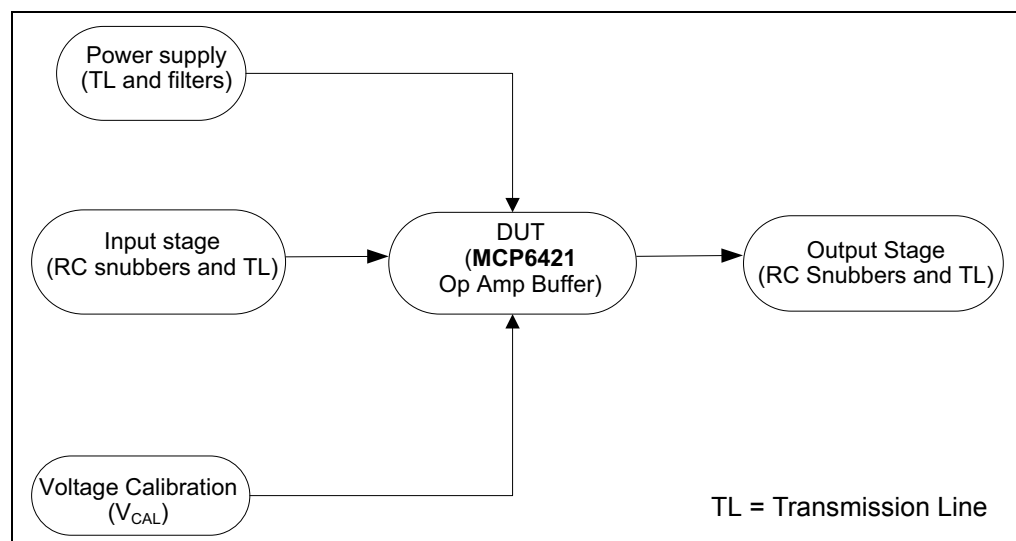 Power supply
(TL and filters)
Input stage
(RC snubbers and TL)
DUT
(MCP6421
Op Amp Buffer)
Output Stage
(RC Snubbers and TL)
Voltage Calibration
(VCAL)
TL = Transmission Line